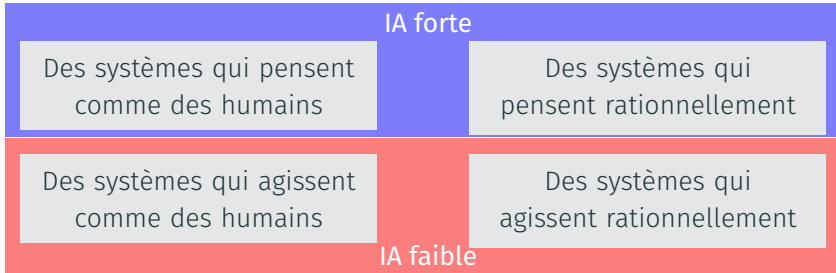 IA forte
Des systèmes qui pensent
comme des humains
Des systèmes qui
pensent rationnellement
Des systèmes qui agissent
comme des humains
Des systèmes qui
agissent rationnellement
IA faible